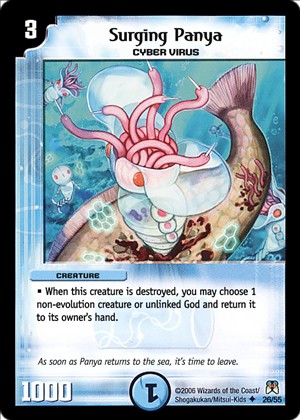 3
Surging Panya
CYBER VIRUS
CREATURE
• When this creature is destroyed, you may choose 1
non-evolution creature or unlinked God and return it
to its owner's hand.
As soon as Panya returns to the sea, it's time to leave.
1000
©2006 Wizards of the Coast/
Shogakukan/Mitsui-Kids ♦ 26/55